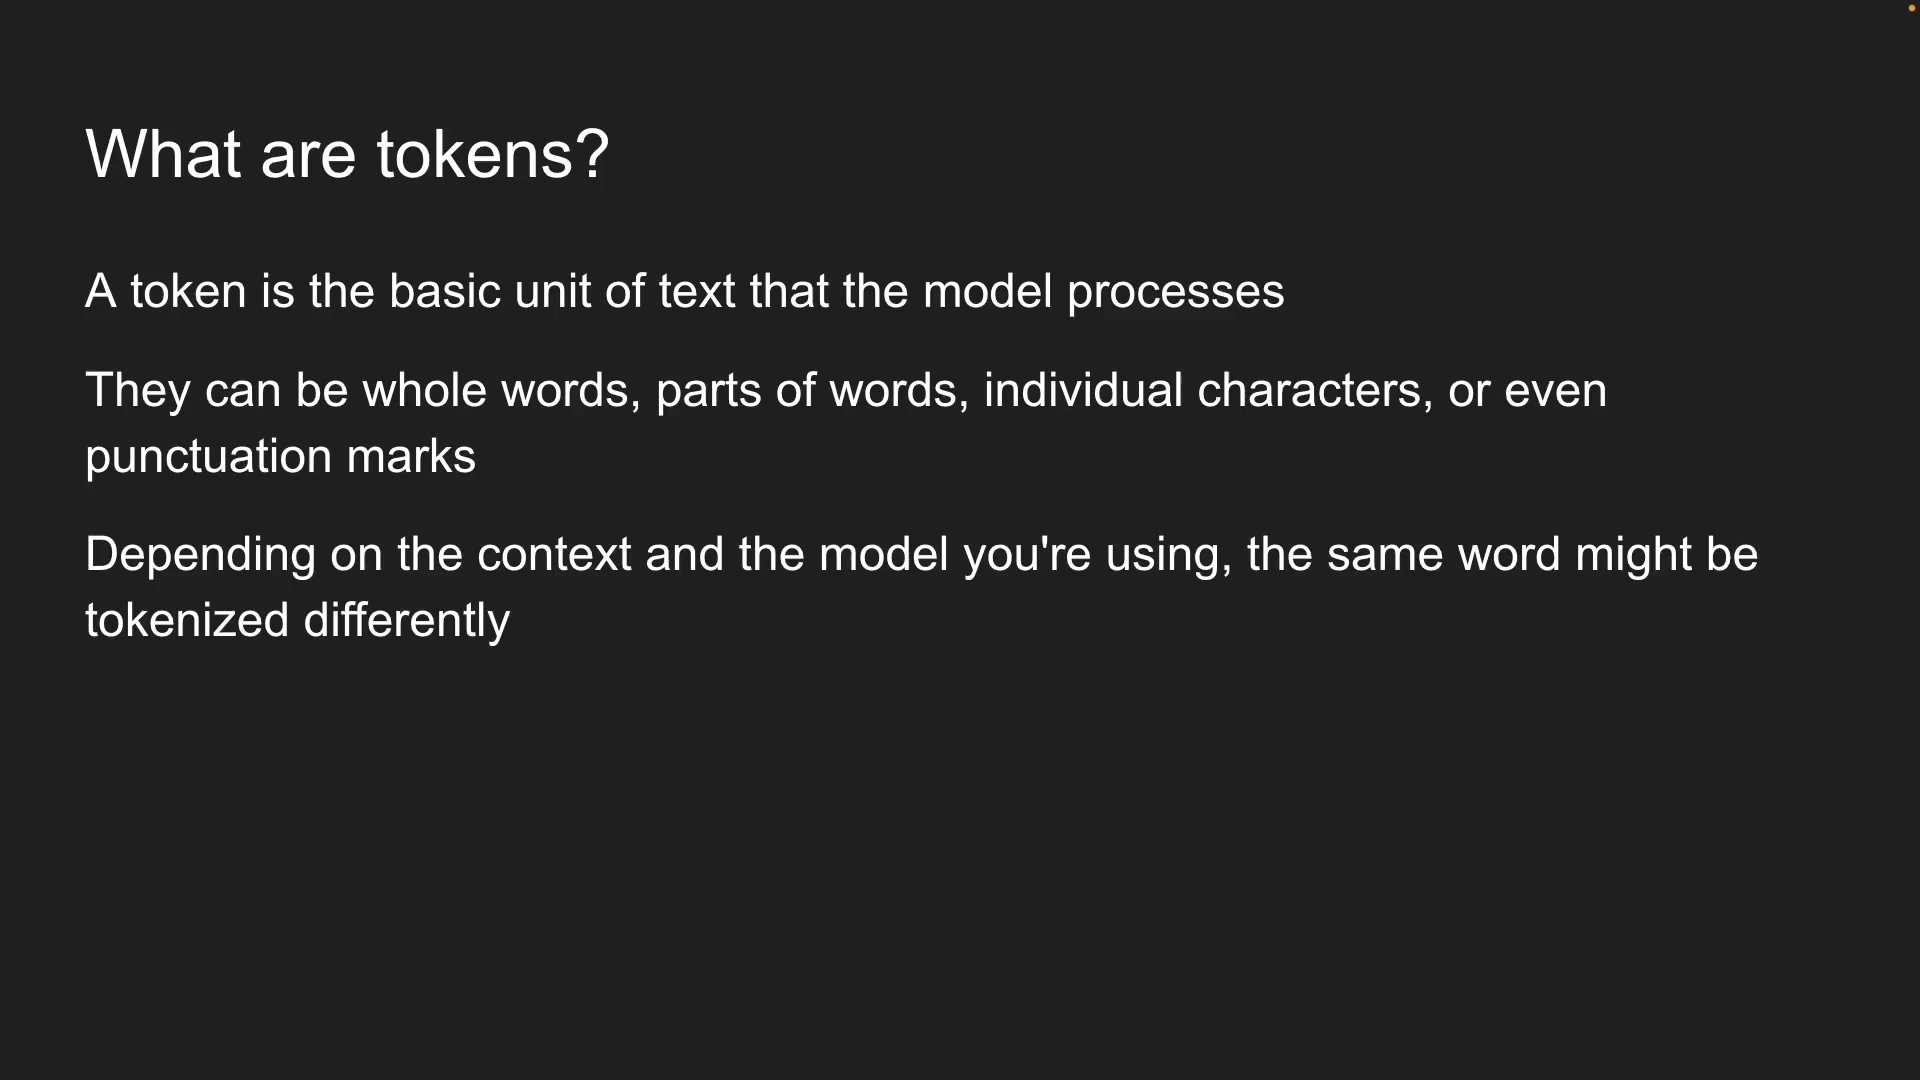 What are tokens?
A token is the basic unit of text that the model processes
They can be whole words, parts of words, individual characters, or even
punctuation marks
Depending on the context and the model you're using, the same word might be
tokenized differently